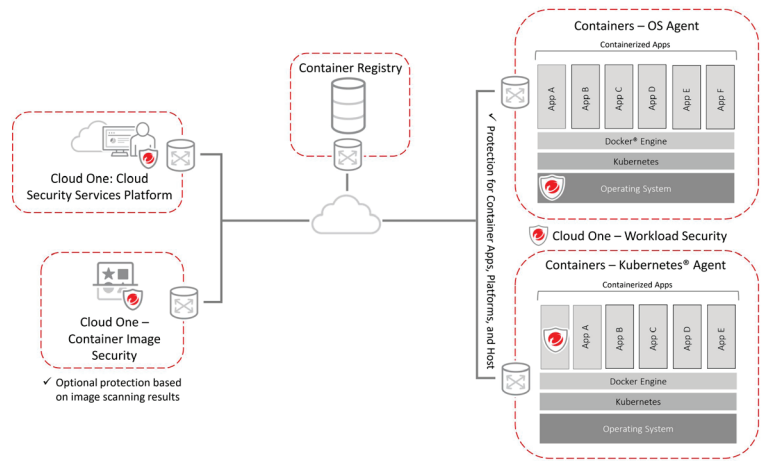 Cloud One: Cloud
Security Services Platform
Cloud One –
Container Image
Security
✓ Optional protection based
on image scanning results
Container Registry
✓ Protection for Container Apps, Platforms, and Host
Containers – OS Agent
Containerized Apps
App A
App B
App C
App D
App E
App F
Docker® Engine
Kubernetes
Operating System
Cloud One – Workload Security
Containers – Kubernetes® Agent
Containerized Apps
App A
App B
App C
App D
App E
Docker Engine
Kubernetes
Operating System